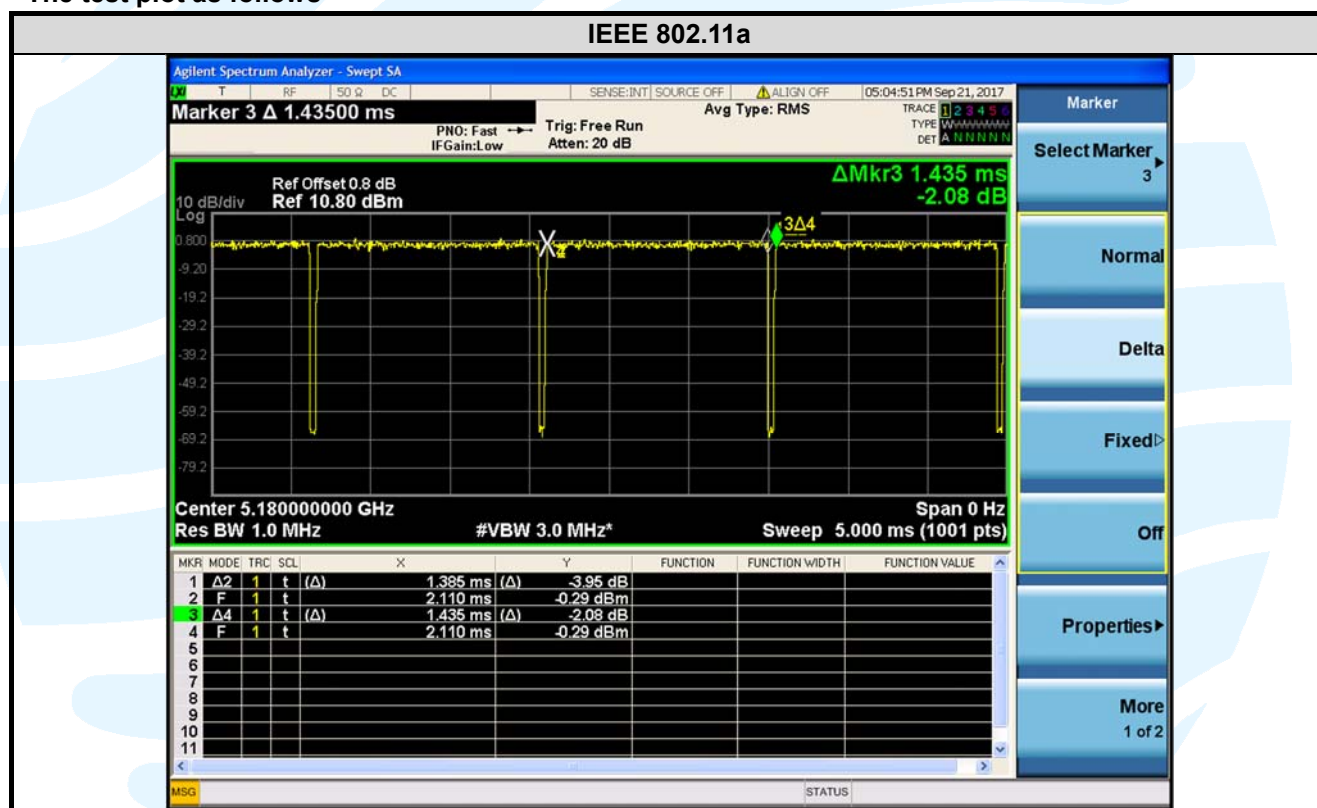 The test plot as follows
IEEE 802.11a
Agilent Spectrum Analyzer - Swept SA
LXI T RF 50 Ω DC SENSE:INT SOURCE OFF ALIGN OFF 05:04:51 PM Sep 21, 2017
Marker 3 Δ 1.43500 ms
PNO: Fast
IFGain:Low
Trig: Free Run
Atten: 20 dB
Avg Type: RMS
TRACE 1 2 3 4 5 6
TYPE W
DET A N N N N N
ΔMkr3 1.435 ms
-2.08 dB
Ref Offset 0.8 dB
10 dB/div Ref 10.80 dBm
Log
0.800
-9.20
-19.2
-29.2
-39.2
-49.2
-59.2
-69.2
-79.2
3Δ4
Center 5.180000000 GHz Span 0 Hz
Res BW 1.0 MHz #VBW 3.0 MHz* Sweep 5.000 ms (1001 pts)
MKR MODE TRC SCL X Y FUNCTION FUNCTION WIDTH FUNCTION VALUE
1 Δ2 1 t (Δ) 1.385 ms (Δ) -3.95 dB
2 F 1 t 2.110 ms -0.29 dBm
3 Δ4 1 t (Δ) 1.435 ms (Δ) -2.08 dB
4 F 1 t 2.110 ms -0.29 dBm
5
6
7
8
9
10
11
MSG STATUS
Marker
Select Marker
3
Normal
Delta
Fixed
Off
Properties
More
1 of 2